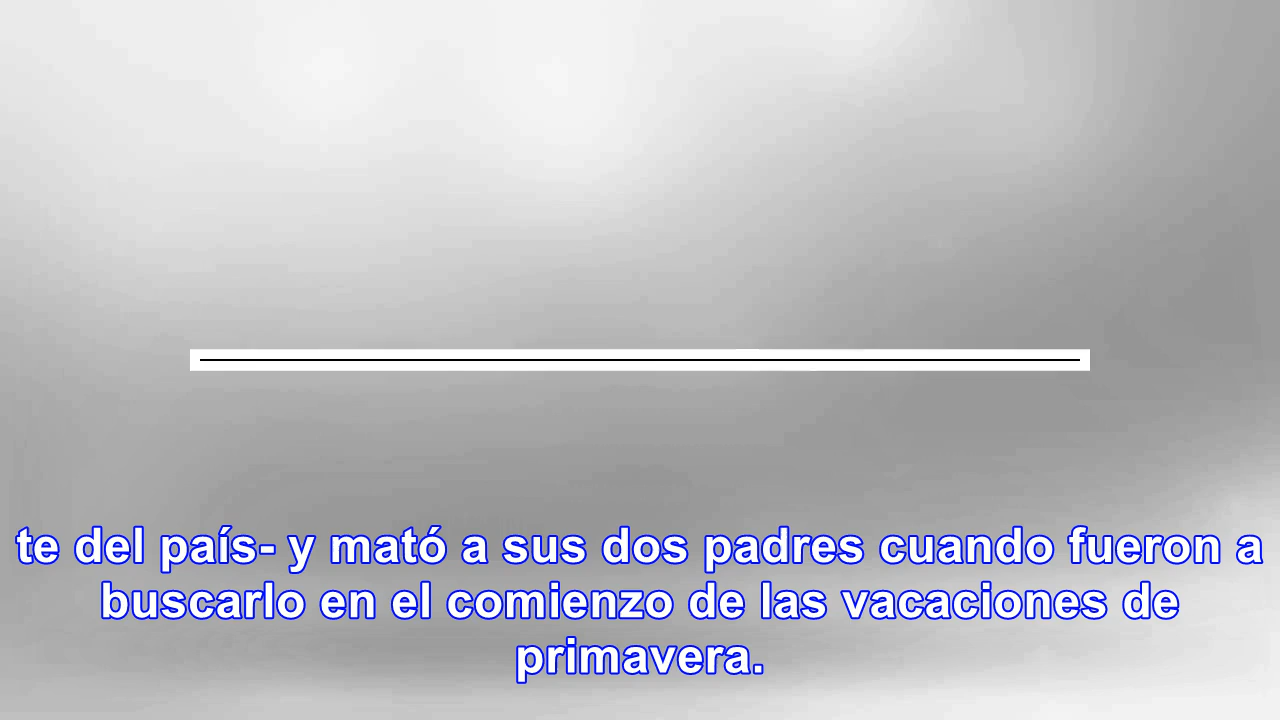 te del país- y mató a sus dos padres cuando fueron a
buscarlo en el comienzo de las vacaciones de
primavera.